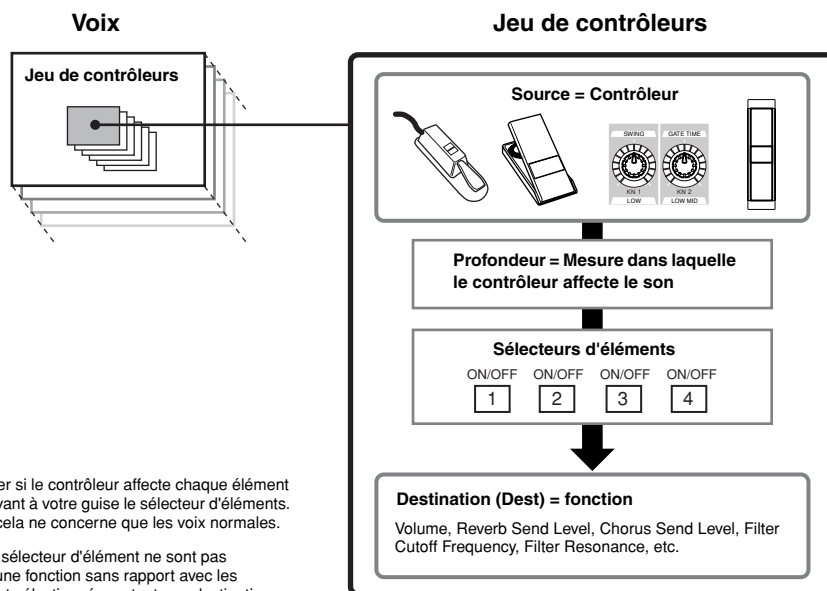 Voix
Jeu de contrôleurs
Jeu de contrôleurs
Source = Contrôleur
SWING GATE TIME
KN 1 KN 2
LOW LOW MID
Profondeur = Mesure dans laquelle
le contrôleur affecte le son
Sélecteurs d'éléments
ON/OFF ON/OFF ON/OFF ON/OFF
1 2 3 4
Destination (Dest) = fonction
Volume, Reverb Send Level, Chorus Send Level, Filter
Cutoff Frequency, Filter Resonance, etc.
er si le contrôleur affecte chaque élément
vant à votre guise le sélecteur d'éléments.
cela ne concerne que les voix normales.
sélecteur d'élément ne sont pas
une fonction sans rapport avec les